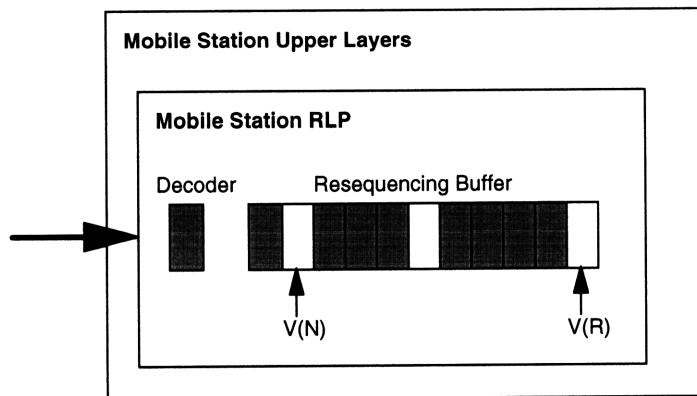 Mobile Station Upper Layers
Mobile Station RLP
Decoder Resequencing Buffer
V(N) V(R)